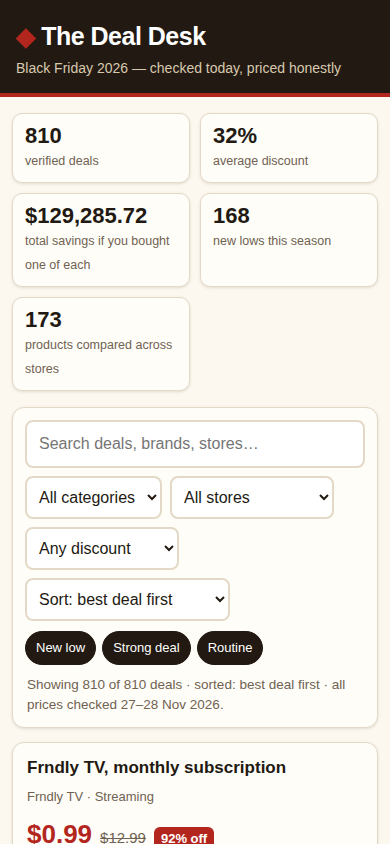 The Deal Desk
Black Friday 2026 — checked today, priced honestly
810
verified deals
32%
average discount
$129,285.72
total savings if you bought
one of each
168
new lows this season
173
products compared across
stores
Search deals, brands, stores…
All categories
All stores
Any discount
Sort: best deal first
New low
Strong deal
Routine
Showing 810 of 810 deals · sorted: best deal first · all
prices checked 27–28 Nov 2026.
Frndly TV, monthly subscription
Frndly TV · Streaming
$0.99 $12.99 92% off